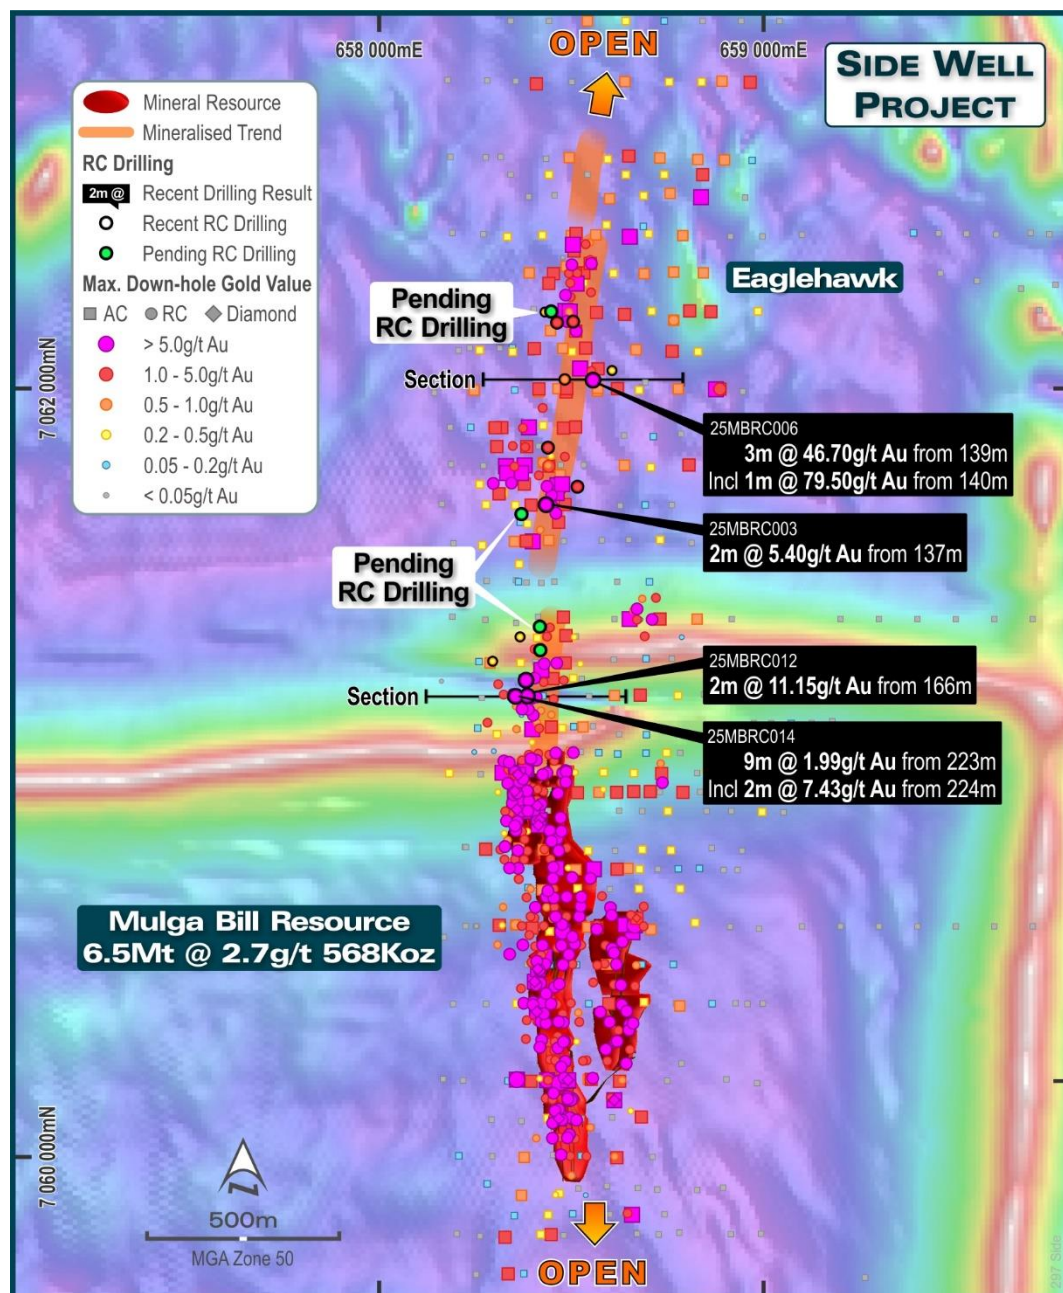 658 000mE
OPEN
659 000mE
SIDE WELL
PROJECT
Mineral Resource
Mineralised Trend
RC Drilling
2m @ Recent Drilling Result
Recent RC Drilling
Pending RC Drilling
Max. Down-hole Gold Value
AC RC Diamond
> 5.0g/t Au
1.0 - 5.0g/t Au
0.5 - 1.0g/t Au
0.2 - 0.5g/t Au
0.05 - 0.2g/t Au
< 0.05g/t Au
Eaglehawk
Pending
RC Drilling
7 062 000mN
Section
25MBRC006
3m @ 46.70g/t Au from 139m
Incl 1m @ 79.50g/t Au from 140m
25MBRC003
2m @ 5.40g/t Au from 137m
Pending
RC Drilling
25MBRC012
2m @ 11.15g/t Au from 166m
Section
25MBRC014
9m @ 1.99g/t Au from 223m
Incl 2m @ 7.43g/t Au from 224m
Mulga Bill Resource
6.5Mt @ 2.7g/t 568Koz
7 060 000mN
500m
MGA Zone 50
OPEN